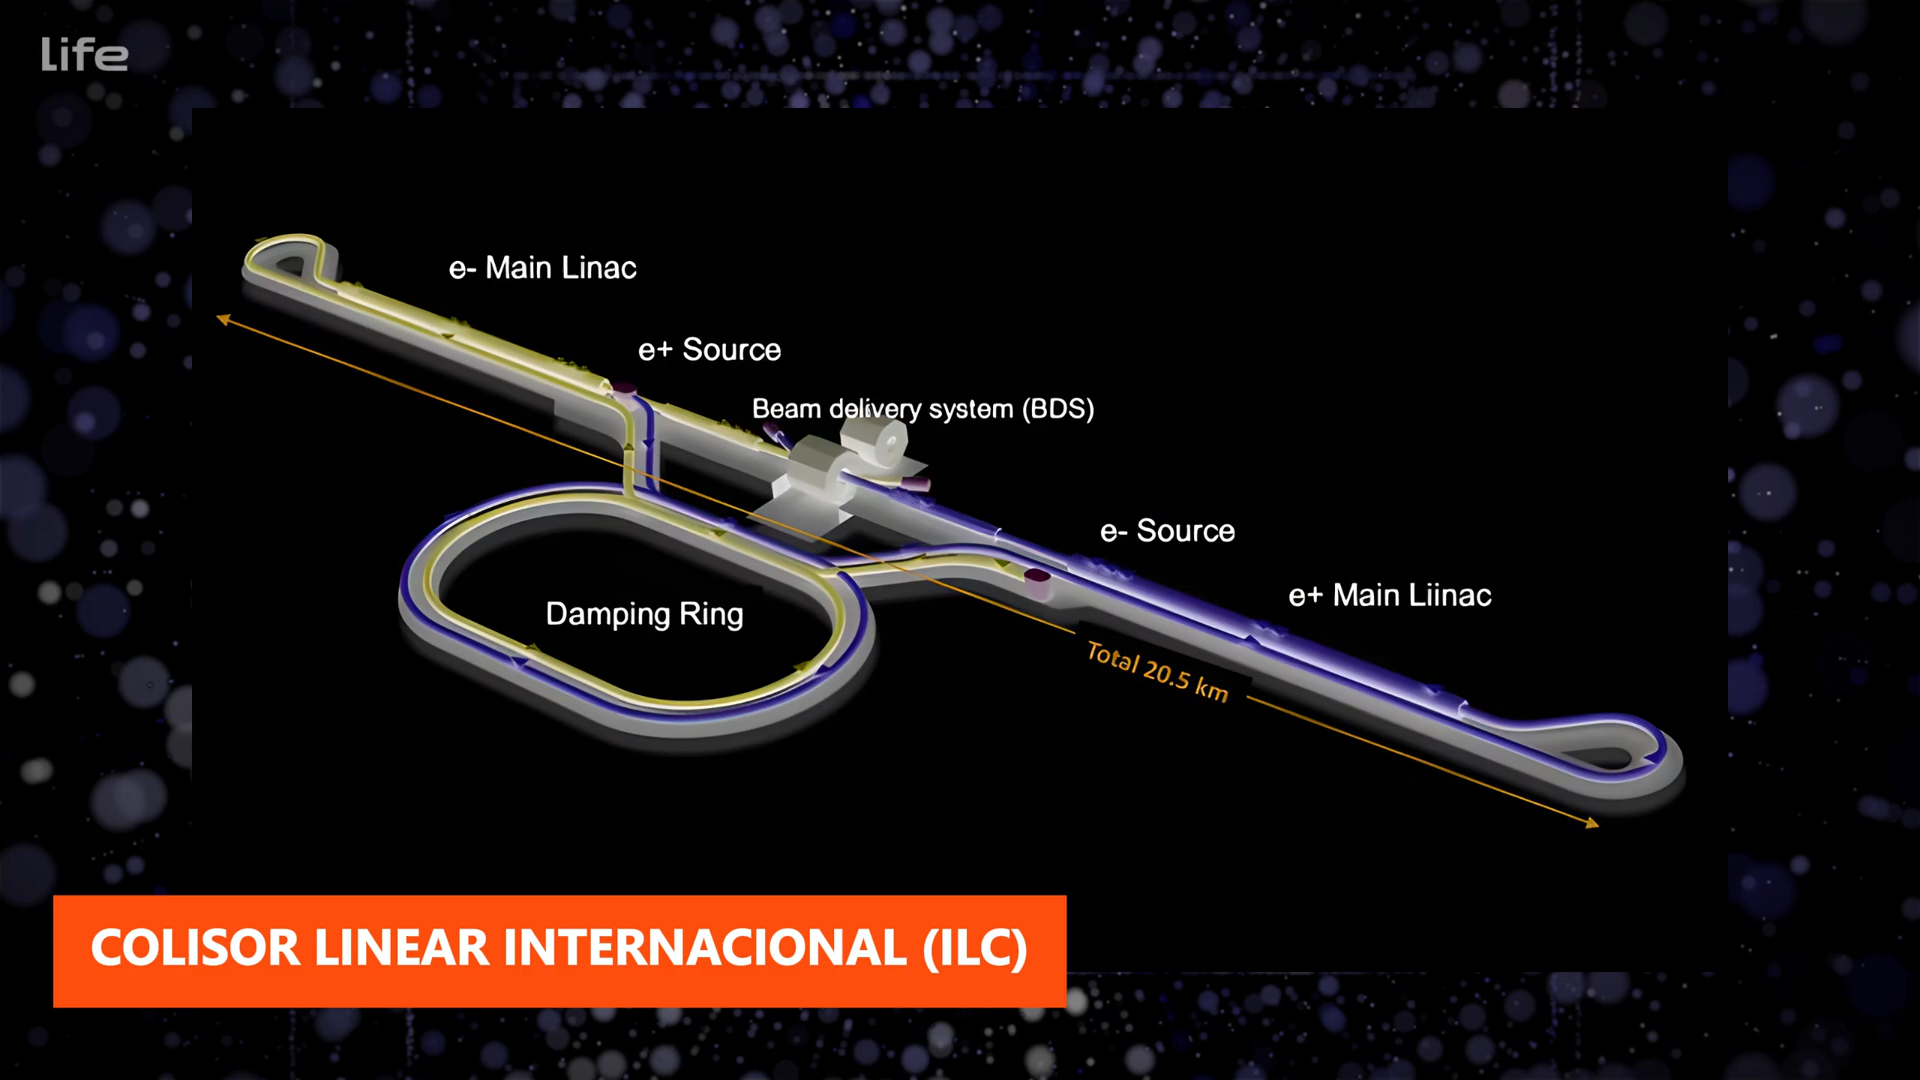 life
e- Main Linac
e+ Source
Beam delivery system (BDS)
e- Source
e+ Main Liinac
Damping Ring
Total 20.5 km
COLISOR LINEAR INTERNACIONAL (ILC)